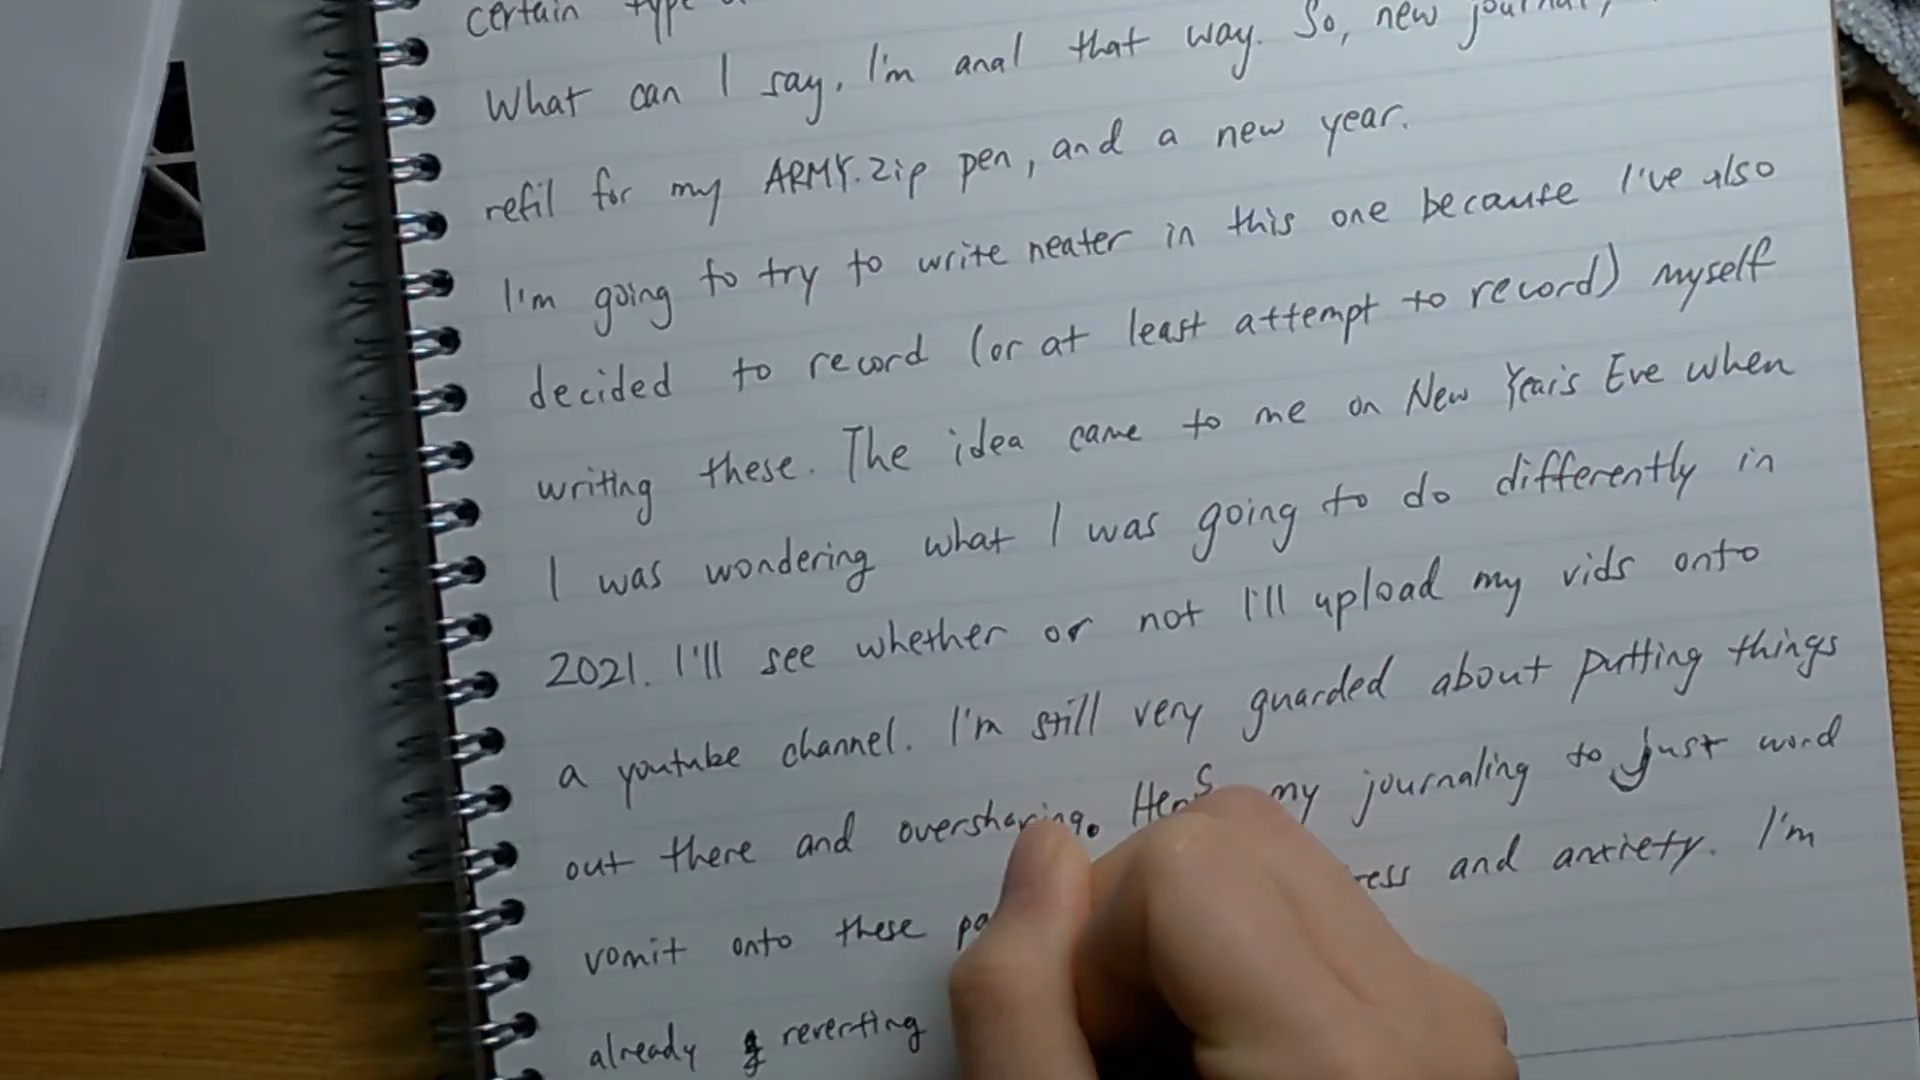 certain type
What can I say, I'm anal that way. So, new journal,
refil for my ARMY.zip pen, and a new year.
I'm going to try to write neater in this one because I've also
decided to record (or at least attempt to record) myself
writing these. The idea came to me on New Year's Eve when
I was wondering what I was going to do differently in
2021. I'll see whether or not I'll upload my vids onto
a youtube channel. I'm still very guarded about putting things
out there and oversharing. my journaling to just word
vomit onto these and anxiety. I'm
already reverting